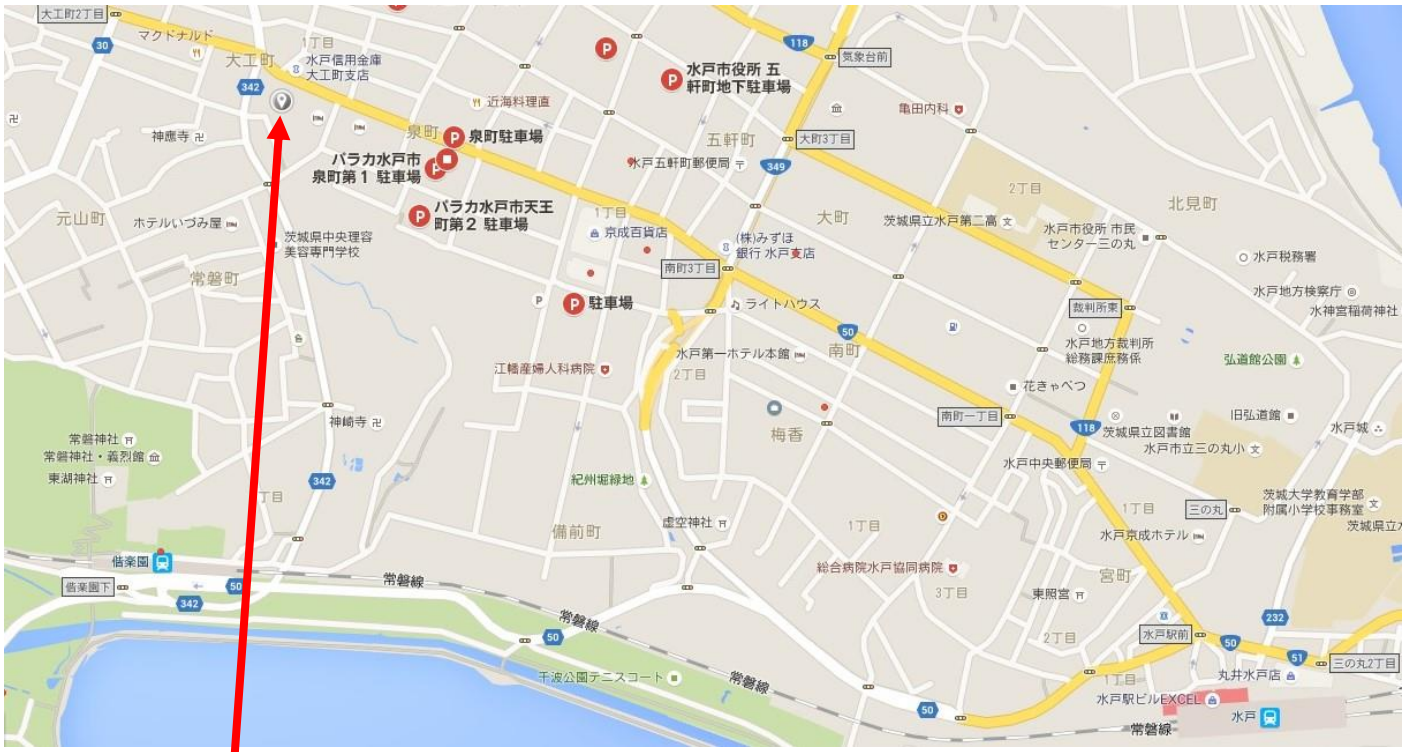 大工町2丁目
マクドナルド
30
大工町
1丁目
水戸信用金庫
大工町支店
342
P
P
水戸市役所 五
軒町地下駐車場
118
気象台前
近海料理直
亀田内科
神應寺
泉町
P
泉町駐車場
パラカ水戸市
泉町第1 駐車場
P
五軒町
大町3丁目
水戸五軒町郵便局
349
2丁目
北見町
元山町
ホテルいづみ屋
P
パラカ水戸市天王
町第2 駐車場
1丁目
京成百貨店
大町
茨城県立水戸第二高
水戸市役所 市民
センター三の丸
茨城県中央理容
美容専門学校
(株)みずほ
銀行 水戸支店
水戸税務署
南町3丁目
常磐町
P
P
駐車場
ライトハウス
裁判所東
水戸地方検察庁
水神宮稲荷神社
50
水戸地方裁判所
総務課庶務係
江幡産婦人科病院
2丁目
水戸第一ホテル本館
南町
弘道館公園
花きゃべつ
神崎寺
梅香
南町一丁目
118
茨城県立図書館
旧弘道館
水戸城
水戸市立三の丸小
常磐神社
常磐神社・義烈館
東湖神社
342
丁目
紀州堀緑地
水戸中央郵便局
1丁目
三の丸
茨城大学教育学部
附属小学校事務室
茨城県立水
備前町
虚空神社
1丁目
水戸京成ホテル
偕楽園
偕楽園下
342
50
常磐線
総合病院水戸協同病院
3丁目
宮町
東照宮
常磐線
50
2丁目
水戸駅前
232
50
51
三の丸2丁目
千波公園テニスコート
常磐線
1丁目
丸井水戸店
水戸駅ビルEXCEL
50
常磐線
水戸